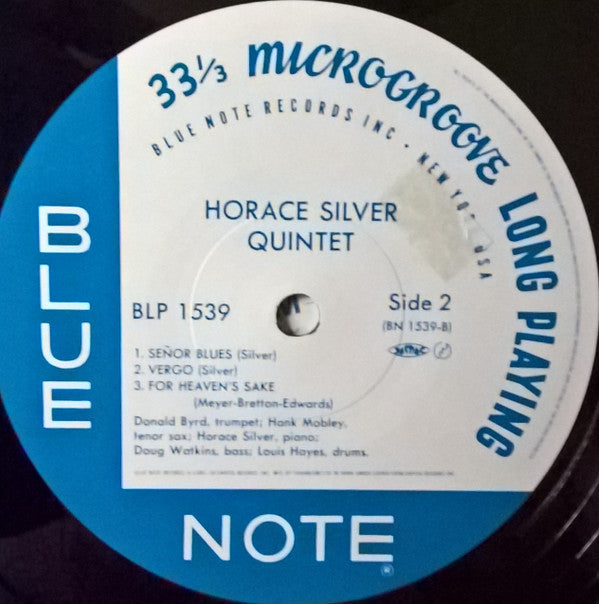 33⅓ MICROGROOVE LONG PLAYING
BLUE NOTE RECORDS INC • NEW YO USA
HORACE SILVER
QUINTET
BLP 1539
Side 2
(BN 1539-B)
1. SEÑOR BLUES (Silver)
2. VERGO (Silver)
3. FOR HEAVEN'S SAKE
(Meyer-Bretton-Edwards)
Donald Byrd, trumpet; Hank Mobley,
tenor sax; Horace Silver, piano;
Doug Watkins, bass; Louis Hayes, drums.
BLUE
NOTE®